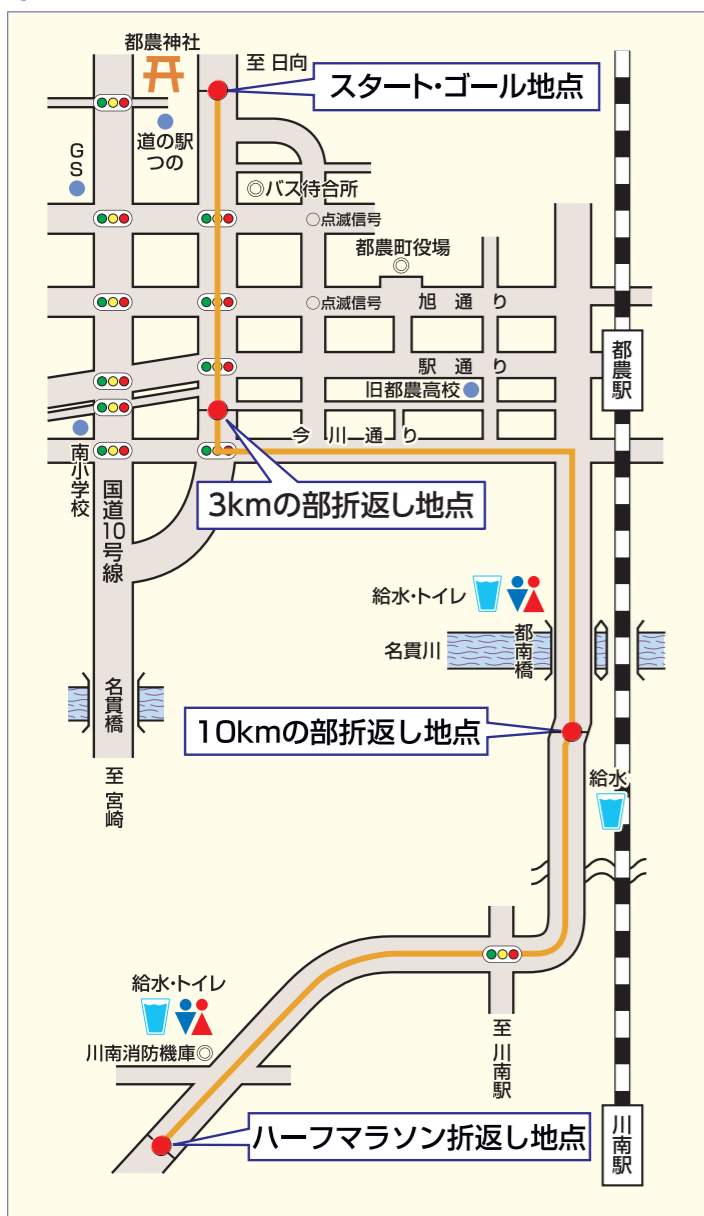 都農神社
至 日向
スタート・ゴール地点
道の駅
つの
GS
◎バス待合所
○点滅信号
都農町役場
◎
○点滅信号
旭通り
駅通り
都農駅
旧都農高校
今川通り
南小学校
国道10号線
3kmの部折返し地点
給水・トイレ
名貫川
都南橋
名貫橋
10kmの部折返し地点
至 宮崎
給水
給水・トイレ
川南消防機庫◎
至 川南駅
ハーフマラソン折返し地点
川南駅